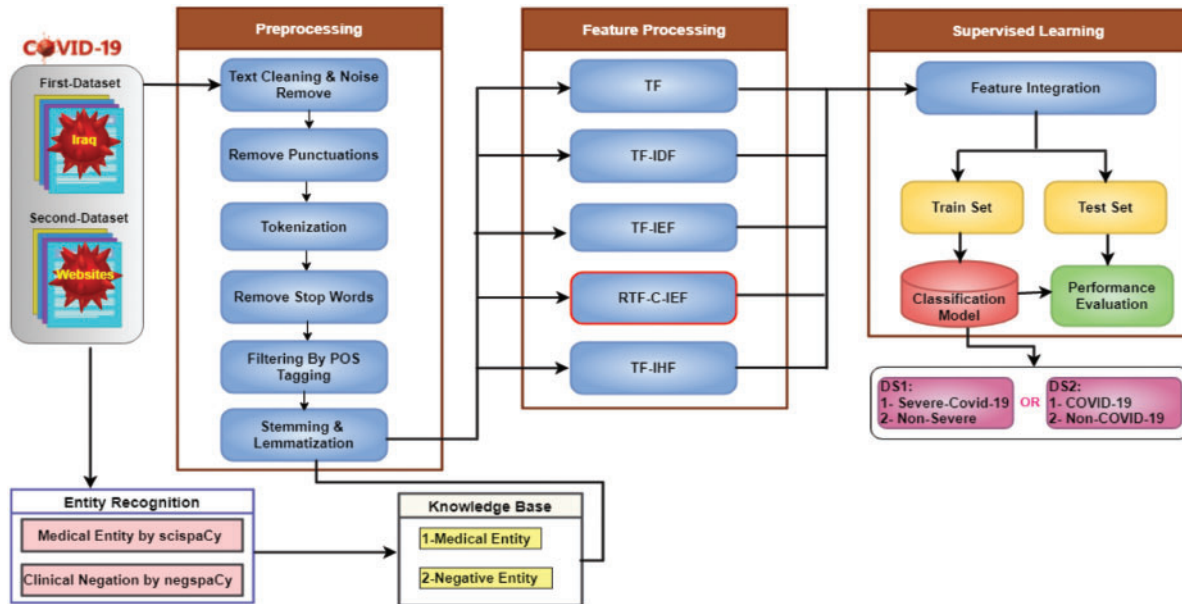 COVID-19
First-Dataset
Iraq
Second-Dataset
Websites
Preprocessing
Text Cleaning & Noise
Remove
Remove Punctuations
Tokenization
Remove Stop Words
Filtering By POS
Tagging
Stemming &
Lemmatization
Feature Processing
TF
TF-IDF
TF-IEF
RTF-C-IEF
TF-IHF
Supervised Learning
Feature Integration
Train Set
Test Set
Classification
Model
Performance
Evaluation
DS1:
1- Severe-Covid-19
2- Non-Severe
OR
DS2:
1- COVID-19
2- Non-COVID-19
Entity Recognition
Medical Entity by scispaCy
Clinical Negation by negspaCy
Knowledge Base
1-Medical Entity
2-Negative Entity